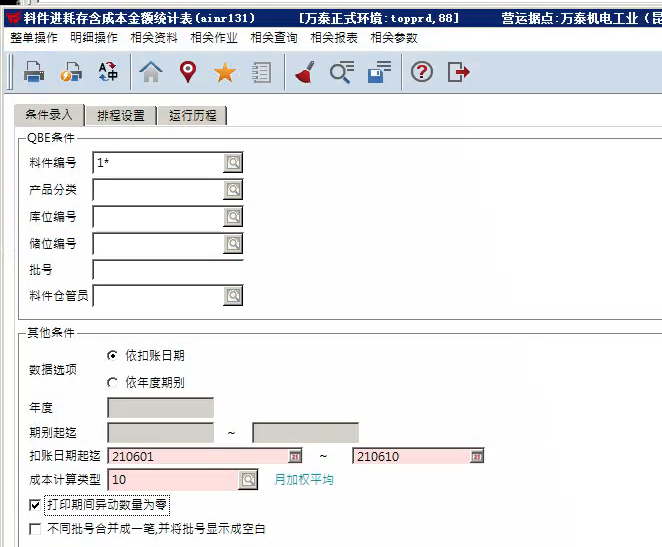 料件进耗存含成本金额统计表(ainr131) [万泰正式环境:topprd,88] 营运据点:万泰机电工业（昆
整单操作 明细操作 相关资料 相关作业 相关查询 相关报表 相关参数
条件录入 排程设置 运行历程
QBE条件
料件编号 1*
产品分类
库位编号
储位编号
批号
料件仓管员
其他条件
数据选项 依扣账日期
依年度期别
年度
期别起迄 ~
扣账日期起迄 210601 ~ 210610
成本计算类型 10 月加权平均
打印期间异动数量为零
不同批号合并成一笔,并将批号显示成空白